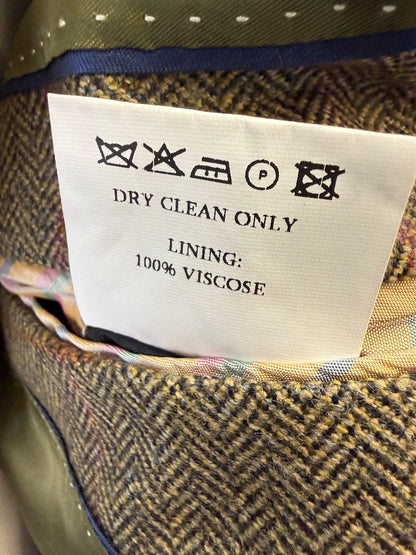 P
DRY CLEAN ONLY
LINING:
100% VISCOSE